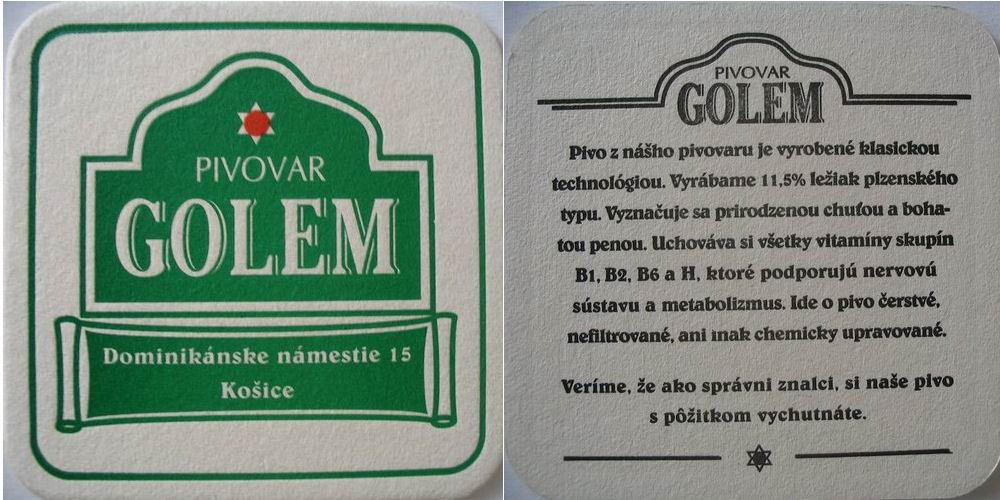 PIVOVAR
GOLEM
Dominikánske námestie 15
Košice
PIVOVAR
GOLEM
Pivo z nášho pivovaru je vyrobené klasickou
technológiou. Vyrábame 11,5% ležiak plzenského
typu. Vyznačuje sa prirodzenou chuťou a boha-
tou penou. Uchováva si všetky vitamíny skupín
B1, B2, B6 a H, ktoré podporujú nervovú
sústavu a metabolizmus. Ide o pivo čerstvé,
nefiltrované, ani inak chemicky upravované.
Veríme, že ako správni znalci, si naše pivo
s pôžitkom vychutnáte.